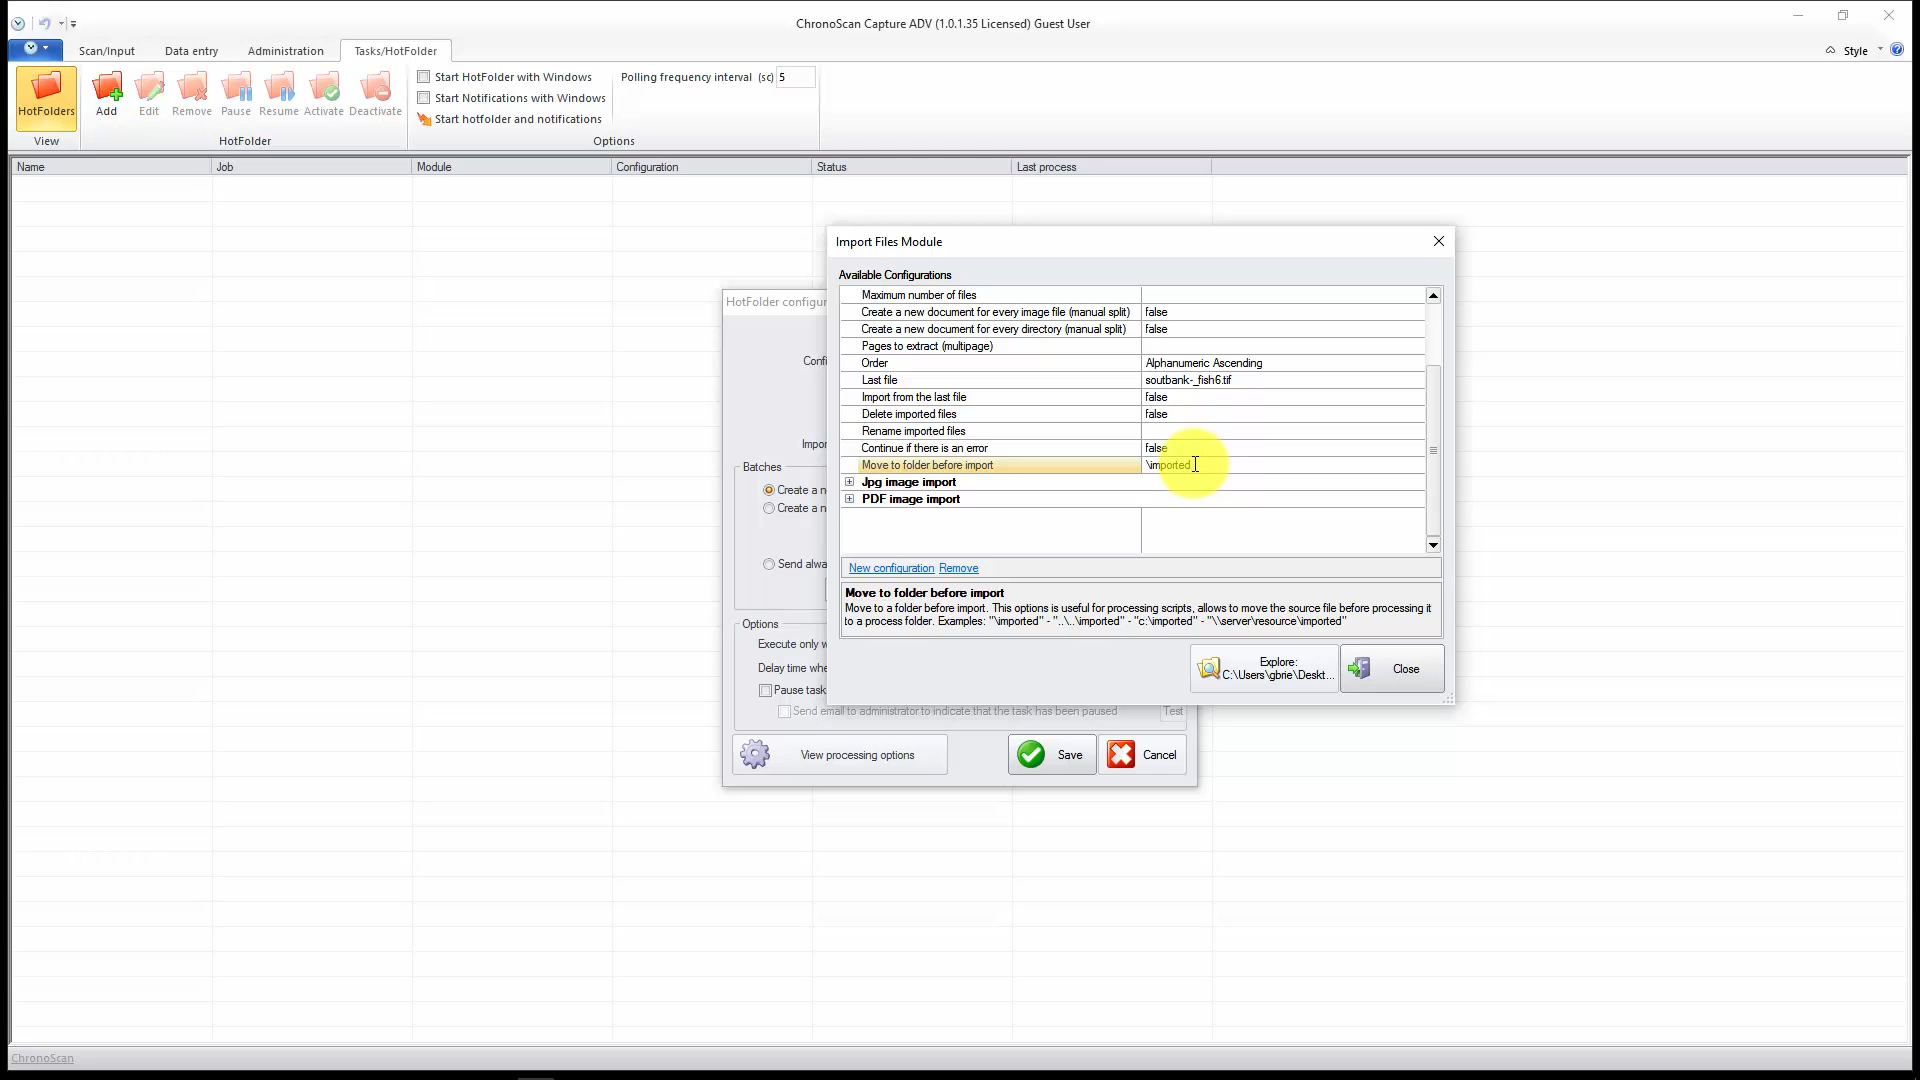 ChronoScan Capture ADV (1.0.1.35 Licensed) Guest User
Scan/Input Data entry Administration Tasks/HotFolder Style
HotFolders Add Edit Remove Pause Resume Activate Deactivate
Start HotFolder with Windows
Start Notifications with Windows
Start hotfolder and notifications
Polling frequency interval (sc) 5
View HotFolder Options
Name Job Module Configuration Status Last process
Import Files Module
Available Configurations
Maximum number of files
Create a new document for every image file (manual split) false
Create a new document for every directory (manual split) false
Pages to extract (multipage)
Order Alphanumeric Ascending
Last file soutbank-_fish6.tif
Import from the last file false
Delete imported files false
Rename imported files
Continue if there is an error false
Move to folder before import \imported
Jpg image import
PDF image import
New configuration Remove
Move to folder before import
Move to a folder before import. This options is useful for processing scripts, allows to move the source file before processing it
to a process folder. Examples: "\imported" - "..\..\imported" - "c:\imported" - "\\server\resource\imported"
Explore:
C:\Users\gbrie\Deskt...
Close
HotFolder configur
Confi
Impor
Batches
Create a n
Create a n
Send alwa
Options
Execute only w
Delay time whe
Pause task
Send email to administrator to indicate that the task has been paused Test
View processing options Save Cancel
ChronoScan